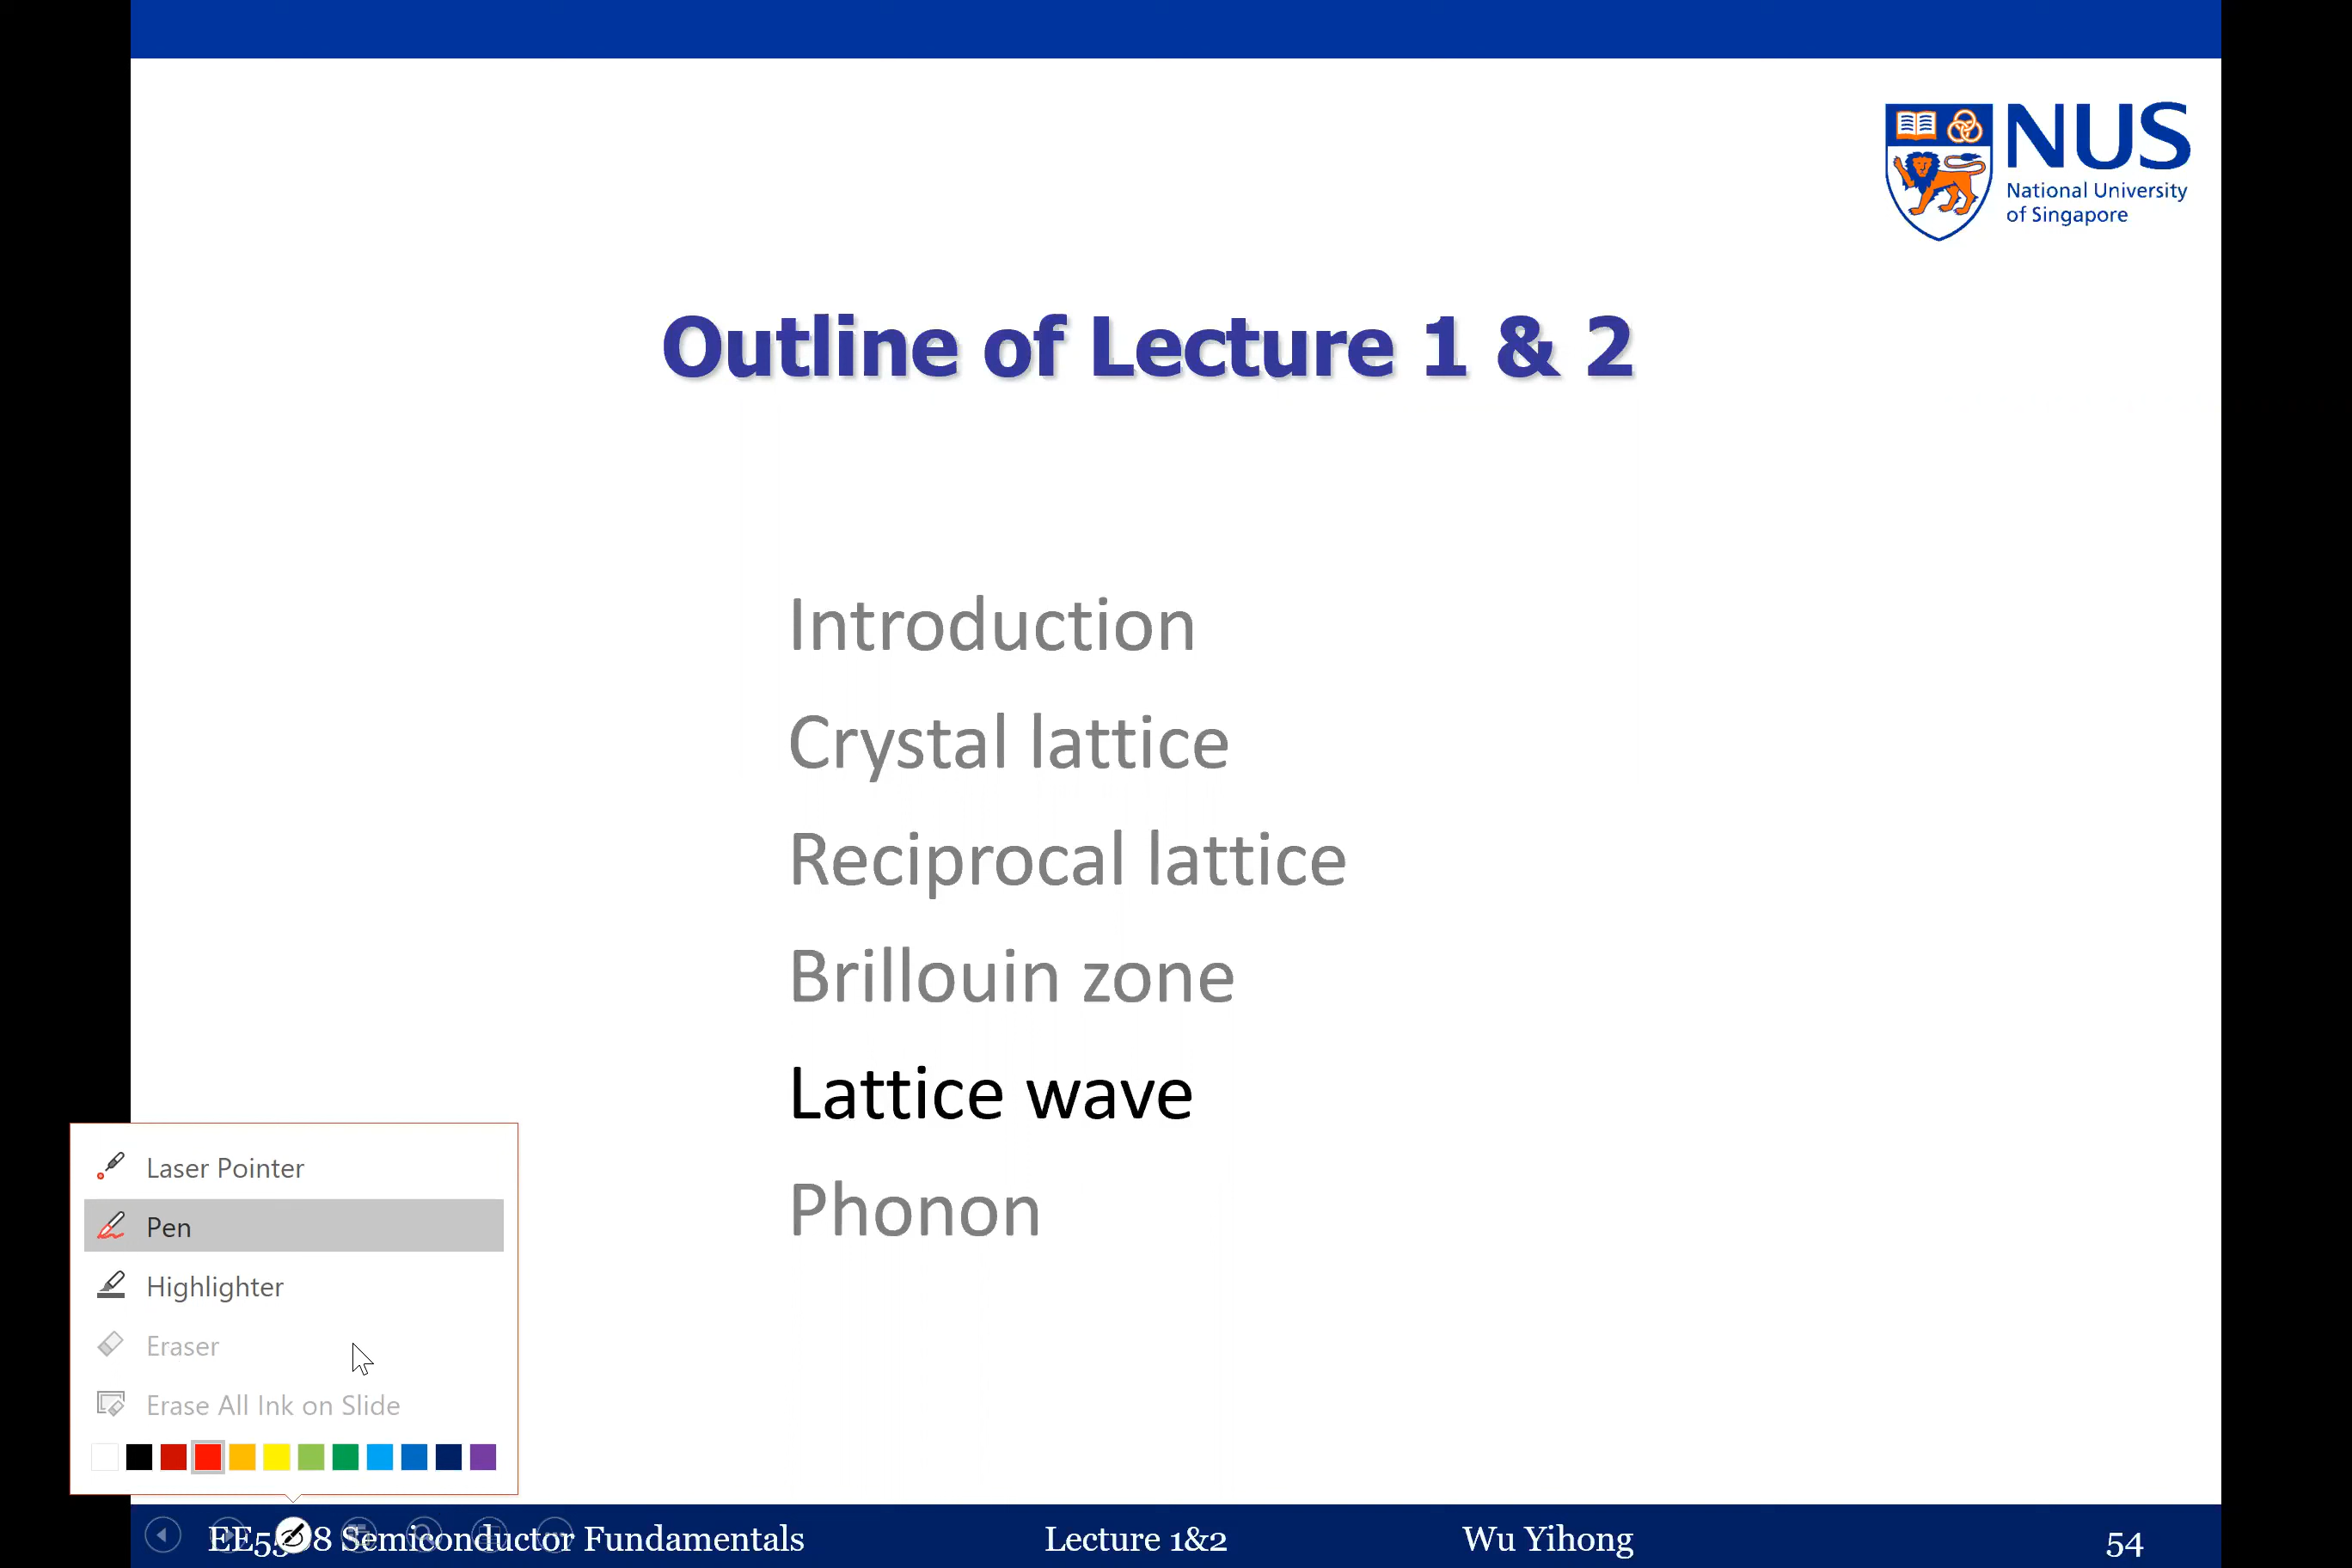 NUS
National University
of Singapore
Outline of Lecture 1 & 2
Introduction
Crystal lattice
Reciprocal lattice
Brillouin zone
Lattice wave
Phonon
Laser Pointer
Pen
Highlighter
Eraser
Erase All Ink on Slide
Semiconductor Fundamentals Lecture 1&2 Wu Yihong 54